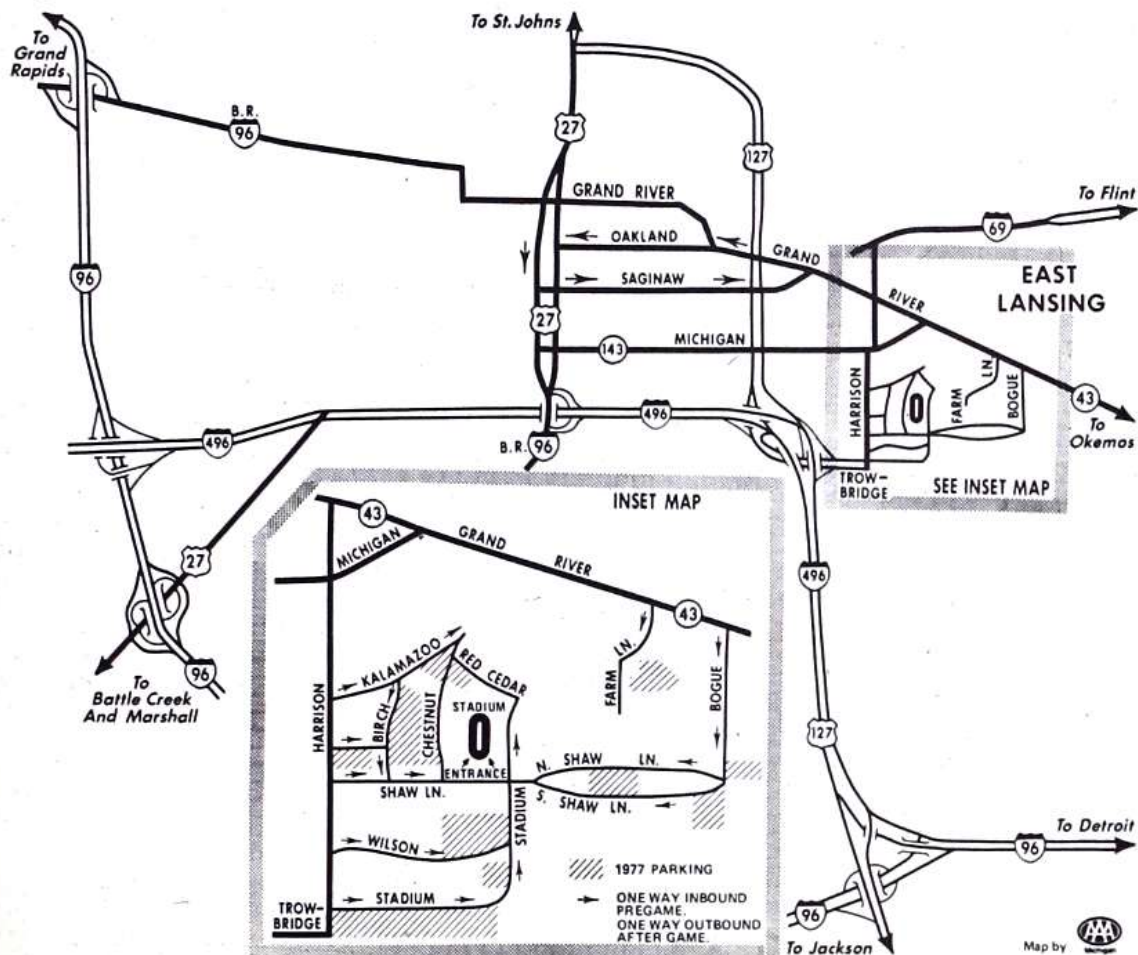 To St. Johns
To
Grand
Rapids
B.R.
96
27
127
GRAND RIVER
To Flint
69
OAKLAND
GRAND
RIVER
EAST
LANSING
96
SAGINAW
27
143
MICHIGAN
HARRISON
FARM
LN.
BOGUE
43
To
Okemos
496
B.R.
96
496
TROW-
BRIDGE
SEE INSET MAP
INSET MAP
27
96
To
Battle Creek
And Marshall
43
GRAND
RIVER
MICHIGAN
43
496
HARRISON
KALAMAZOO
RED CEDAR
BIRCH
CHESTNUT
STADIUM
FARM
LN.
BOGUE
ENTRANCE
SHAW LN.
N. SHAW LN.
S. SHAW LN.
STADIUM
WILSON
STADIUM
TROW-
BRIDGE
1977 PARKING
ONE WAY INBOUND
PREGAME.
ONE WAY OUTBOUND
AFTER GAME.
127
To Detroit
96
96
To Jackson
Map by
AAA
Michigan